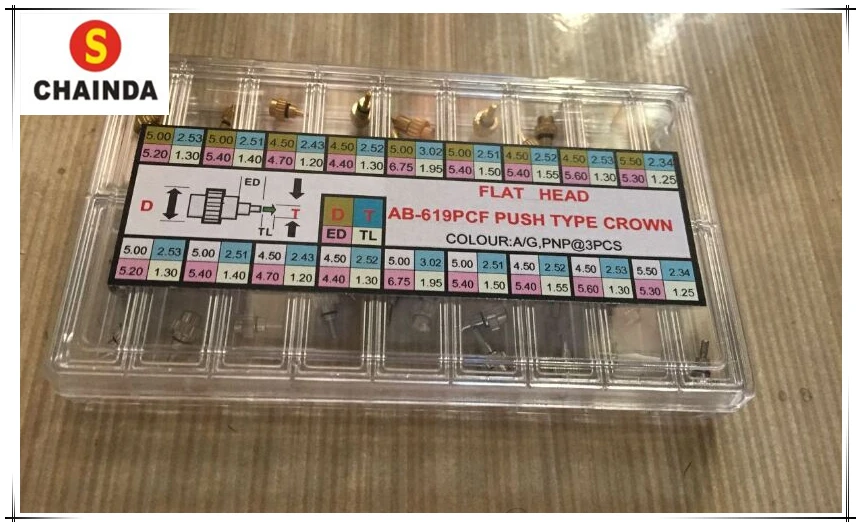 S
CHAINDA
5.00 2.53 5.00 2.51 4.50 2.43 4.50 2.52 5.00 3.02 5.00 2.51 4.50 2.52 4.50 2.53 5.50 2.34
5.20 1.30 5.40 1.40 4.70 1.20 4.40 1.30 6.75 1.95 5.40 1.50 5.40 1.55 5.60 1.30 5.30 1.25
ED
D
T
TL
D T
ED TL
FLAT HEAD
AB-619PCF PUSH TYPE CROWN
COLOUR:A/G,PNP@3PCS
5.00 2.53 5.00 2.51 4.50 2.43 4.50 2.52 5.00 3.02 5.00 2.51 4.50 2.52 4.50 2.53 5.50 2.34
5.20 1.30 5.40 1.40 4.70 1.20 4.40 1.30 6.75 1.95 5.40 1.50 5.40 1.55 5.60 1.30 5.30 1.25